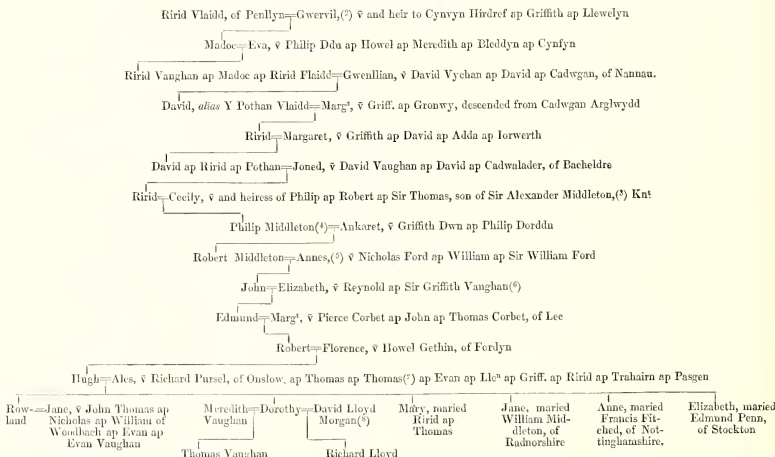 Ririd Vlaidd, of Penllyn=Gwervil,(²) ṽ and heir to Cynvyn Hirdref ap Griffith ap Llewelyn
Madoc=Eva, ṽ Philip Ddu ap Howel ap Meredith ap Bleddyn ap Cynfyn
Ririd Vaughan ap Madoc ap Ririd Flaidd=Gwenllian, ṽ David Vychan ap David ap Cadwgan, of Nannau.
David, alias Y Pothan Vlaidd=Margᵗ, ṽ Griff. ap Gronwy, descended from Cadwgan Arglwydd
Ririd=Margaret, ṽ Griffith ap David ap Adda ap Iorwerth
David ap Ririd ap Pothan=Joned, ṽ David Vaughan ap David ap Cadwalader, of Bacheldre
Ririd=Cecily, ṽ and heiress of Philip ap Robert ap Sir Thomas, son of Sir Alexander Middleton,(³) Knᵗ
Philip Middleton(⁴)=Ankaret, ṽ Griffith Dwn ap Philip Dorddu
Robert Middleton=Annes,(⁵) ṽ Nicholas Ford ap William ap Sir William Ford
John=Elizabeth, ṽ Reynold ap Sir Griffith Vaughan(⁶)
Edmund=Margᵗ, ṽ Pierce Corbet ap John ap Thomas Corbet, of Lee
Robert=Florence, ṽ Howel Gethin, of Fordyn
Hugh=Ales, ṽ Richard Pursel, of Onslow, ap Thomas ap Thomas(⁷) ap Evan ap Lleⁿ ap Griff. ap Ririd ap Trahairn ap Pasgen
Row-=Jane, ṽ John Thomas ap
land Nicholas ap William of
Woodbach ap Evan ap
Evan Vaughan
Meredith=Dorothy=David Lloyd
Vaughan Morgan(⁸)
Thomas Vaughan Richard Lloyd
Mary, maried
Ririd ap
Thomas
Jane, maried
William Mid-
dleton, of
Radnorshire
Anne, maried
Francis Fit-
ched, of Not-
tinghamshire.
Elizabeth, maried
Edmund Penn,
of Stockton